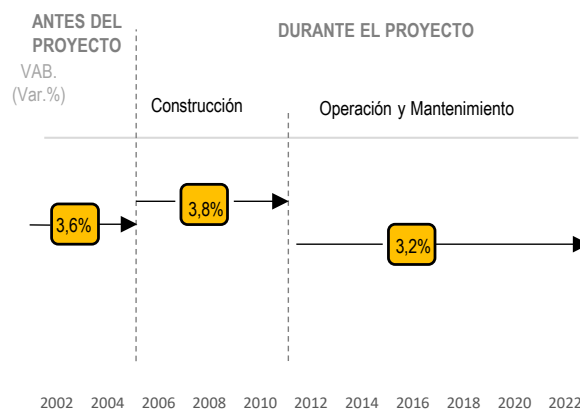 ANTES DEL
PROYECTO
DURANTE EL PROYECTO
VAB.
(Var.%)
Construcción
Operación y Mantenimiento
3,6%
3,8%
3,2%
2002 2004 2006 2008 2010 2012 2014 2016 2018 2020 2022